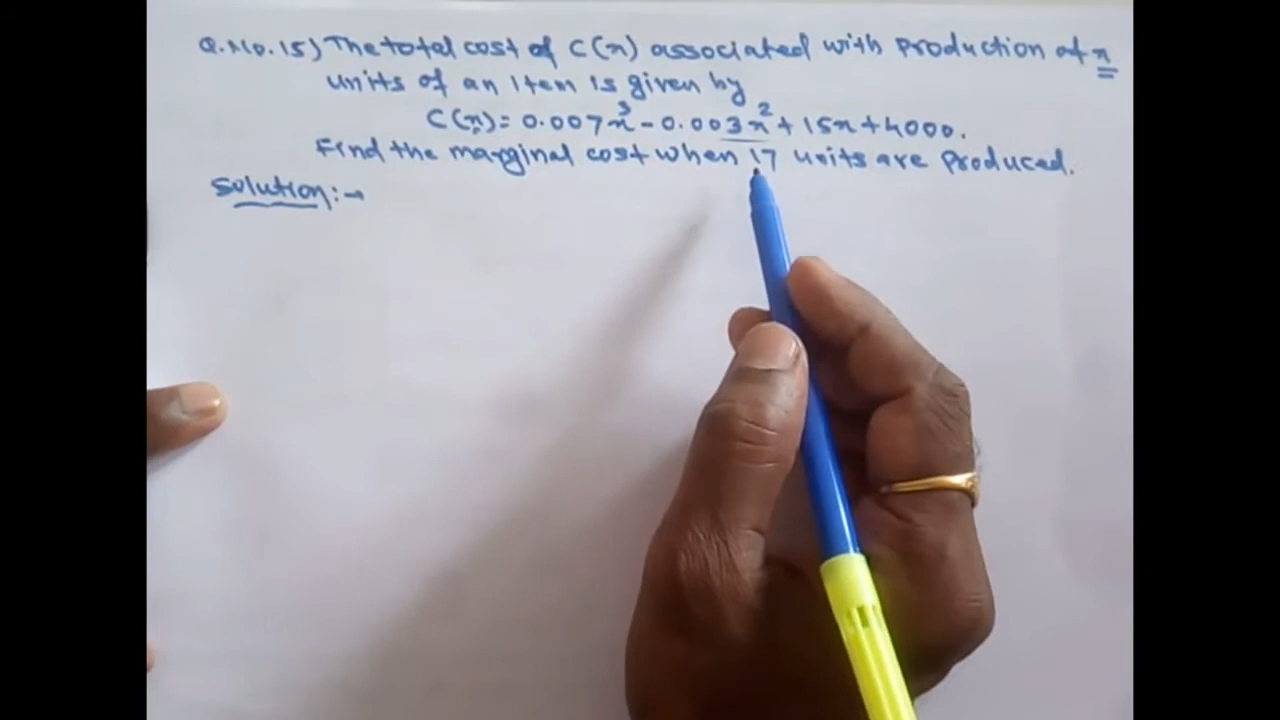 Q.No.15) The total cost of C(x) associated with production of x
units of an item is given by
C(x) = 0.007x³ - 0.003x² + 15x + 4000.
Find the marginal cost when 17 units are produced.
Solution:→